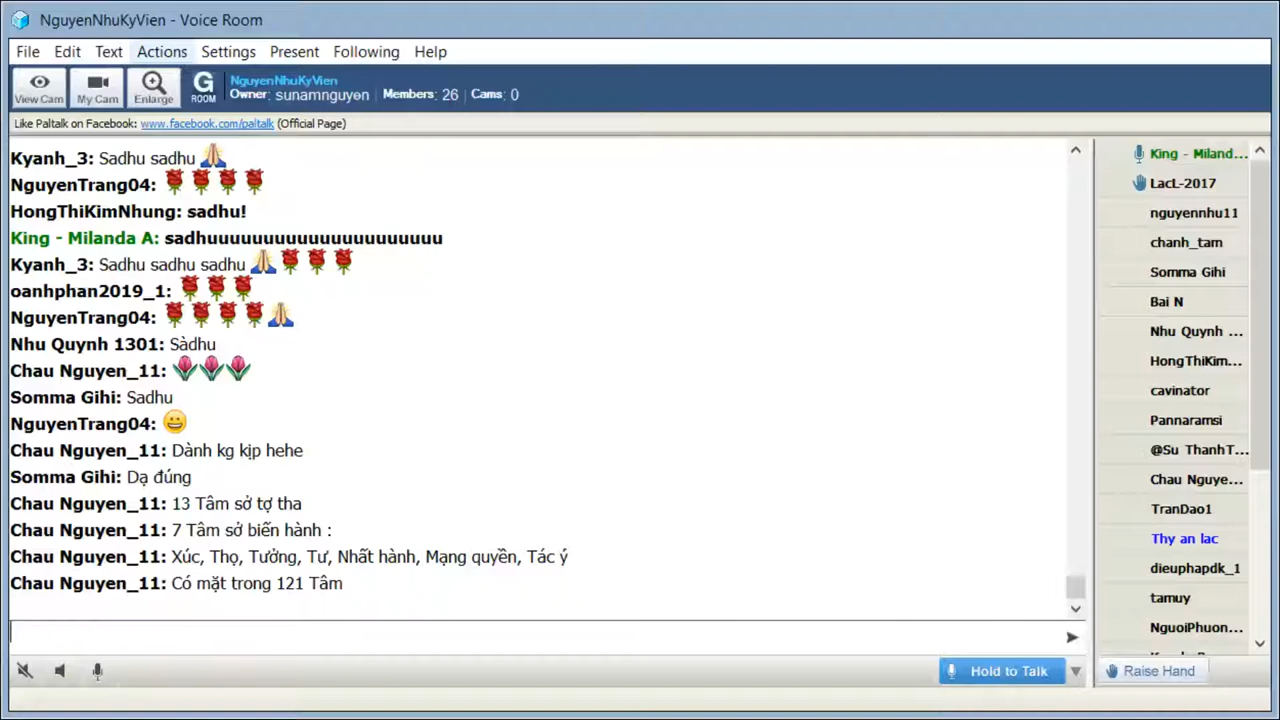 NguyenNhuKyVien - Voice Room
File Edit Text Actions Settings Present Following Help
View Cam
My Cam
Enlarge
G ROOM
NguyenNhuKyVien
Owner: sunamnguyen Members: 26 Cams: 0
Like Paltalk on Facebook: www.facebook.com/paltalk (Official Page)
Kyanh_3: Sadhu sadhu 🙏
NguyenTrang04: 🌹🌹🌹🌹
HongThiKimNhung: sadhu!
King - Milanda A: sadhuuuuuuuuuuuuuuuuuuuuu
Kyanh_3: Sadhu sadhu sadhu 🙏🌹🌹🌹
oanhphan2019_1: 🌹🌹🌹
NguyenTrang04: 🌹🌹🌹🌹🙏
Nhu Quynh 1301: Sàdhu
Chau Nguyen_11: 🌷🌷🌷
Somma Gihi: Sadhu
NguyenTrang04: 😀
Chau Nguyen_11: Dành kg kịp hehe
Somma Gihi: Dạ đúng
Chau Nguyen_11: 13 Tâm sở tợ tha
Chau Nguyen_11: 7 Tâm sở biến hành :
Chau Nguyen_11: Xúc, Thọ, Tưởng, Tư, Nhất hành, Mạng quyền, Tác ý
Chau Nguyen_11: Có mặt trong 121 Tâm
Hold to Talk
King - Miland...
LacL-2017
nguyennhu11
chanh_tam
Somma Gihi
Bai N
Nhu Quynh ...
HongThiKim...
cavinator
Pannaramsi
@Su ThanhT...
Chau Nguye...
TranDao1
Thy an lac
dieuphapdk_1
tamuy
NguoiPhuon...
Raise Hand